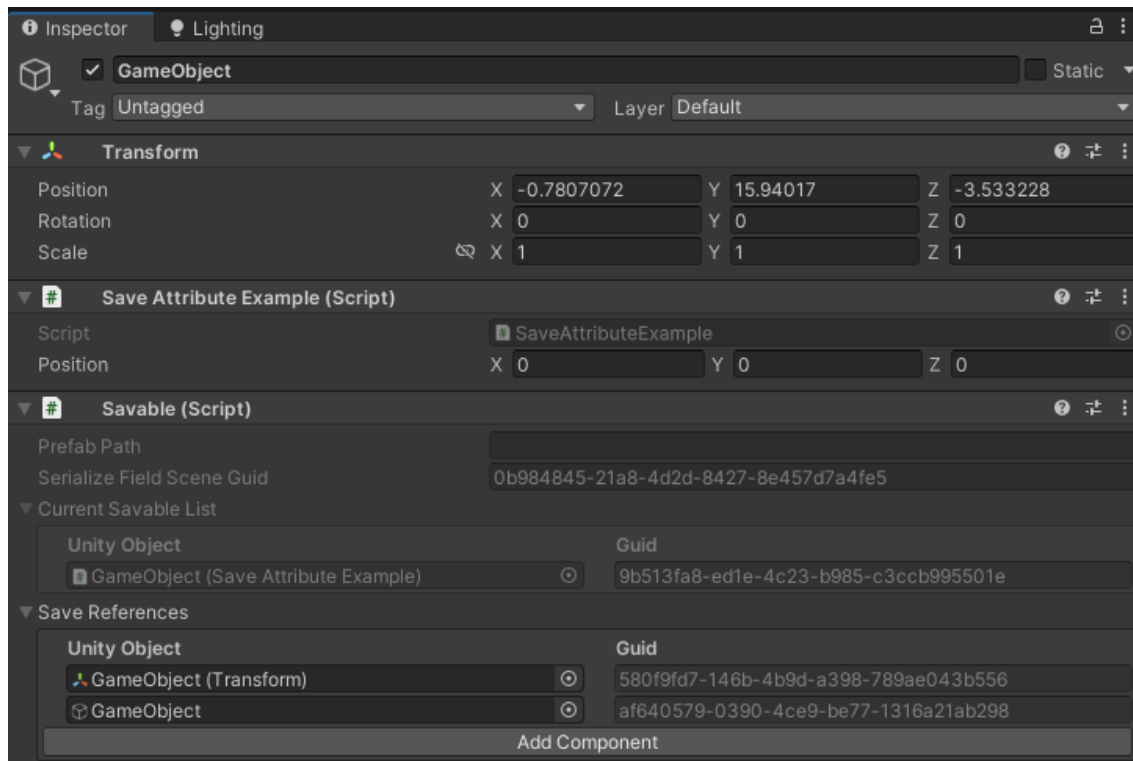 Inspector Lighting
GameObject Static
Tag Untagged Layer Default
Transform
Position X -0.7807072 Y 15.94017 Z -3.533228
Rotation X 0 Y 0 Z 0
Scale X 1 Y 1 Z 1
# Save Attribute Example (Script)
Script # SaveAttributeExample
Position X 0 Y 0 Z 0
# Savable (Script)
Prefab Path
Serialize Field Scene Guid 0b984845-21a8-4d2d-8427-8e457d7a4fe5
Current Savable List
Unity Object Guid
GameObject (Save Attribute Example) 9b513fa8-ed1e-4c23-b985-c3ccb995501e
Save References
Unity Object Guid
GameObject (Transform) 580f9fd7-146b-4b9d-a398-789ae043b556
GameObject af640579-0390-4ce9-be77-1316a21ab298
Add Component